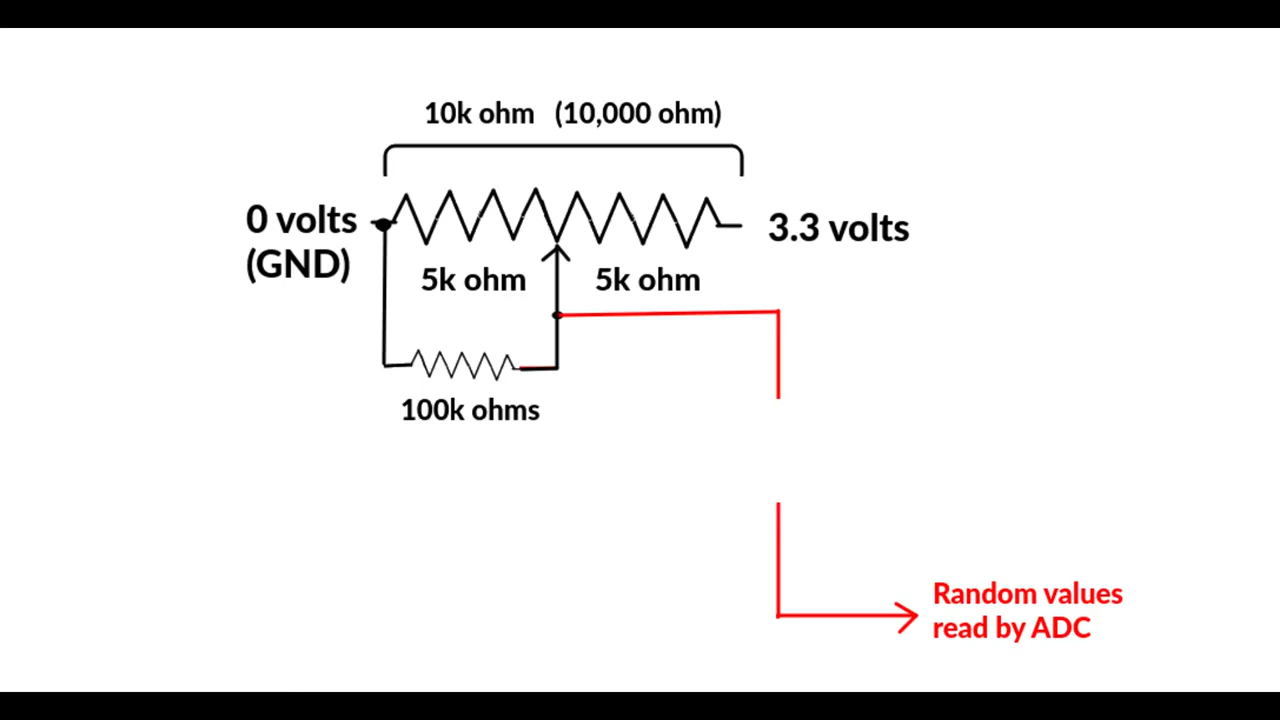 10k ohm (10,000 ohm)
0 volts
(GND)
3.3 volts
5k ohm
5k ohm
100k ohms
Random values
read by ADC